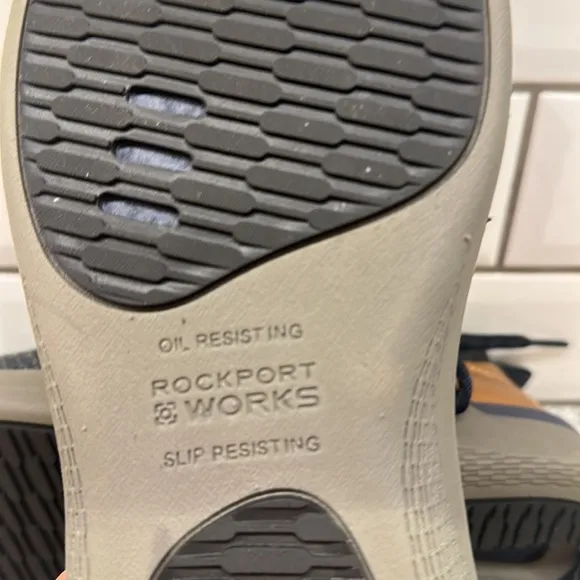 OIL RESISTING
ROCKPORT
WORKS
SLIP RESISTING